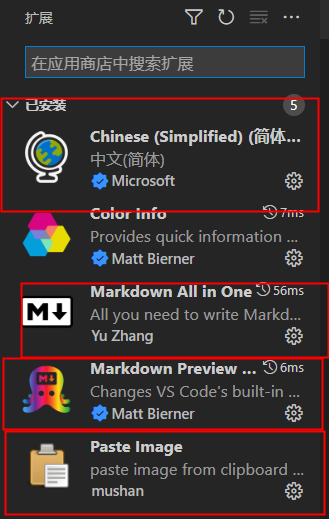 扩展
在应用商店中搜索扩展
已安装 5
Chinese (Simplified) (简体...
中文(简体)
Microsoft
Color Info 7ms
Provides quick information ...
Matt Bierner
Markdown All in One 56ms
All you need to write Markd...
Yu Zhang
Markdown Preview ... 6ms
Changes VS Code's built-in ...
Matt Bierner
Paste Image
paste image from clipboard ...
mushan